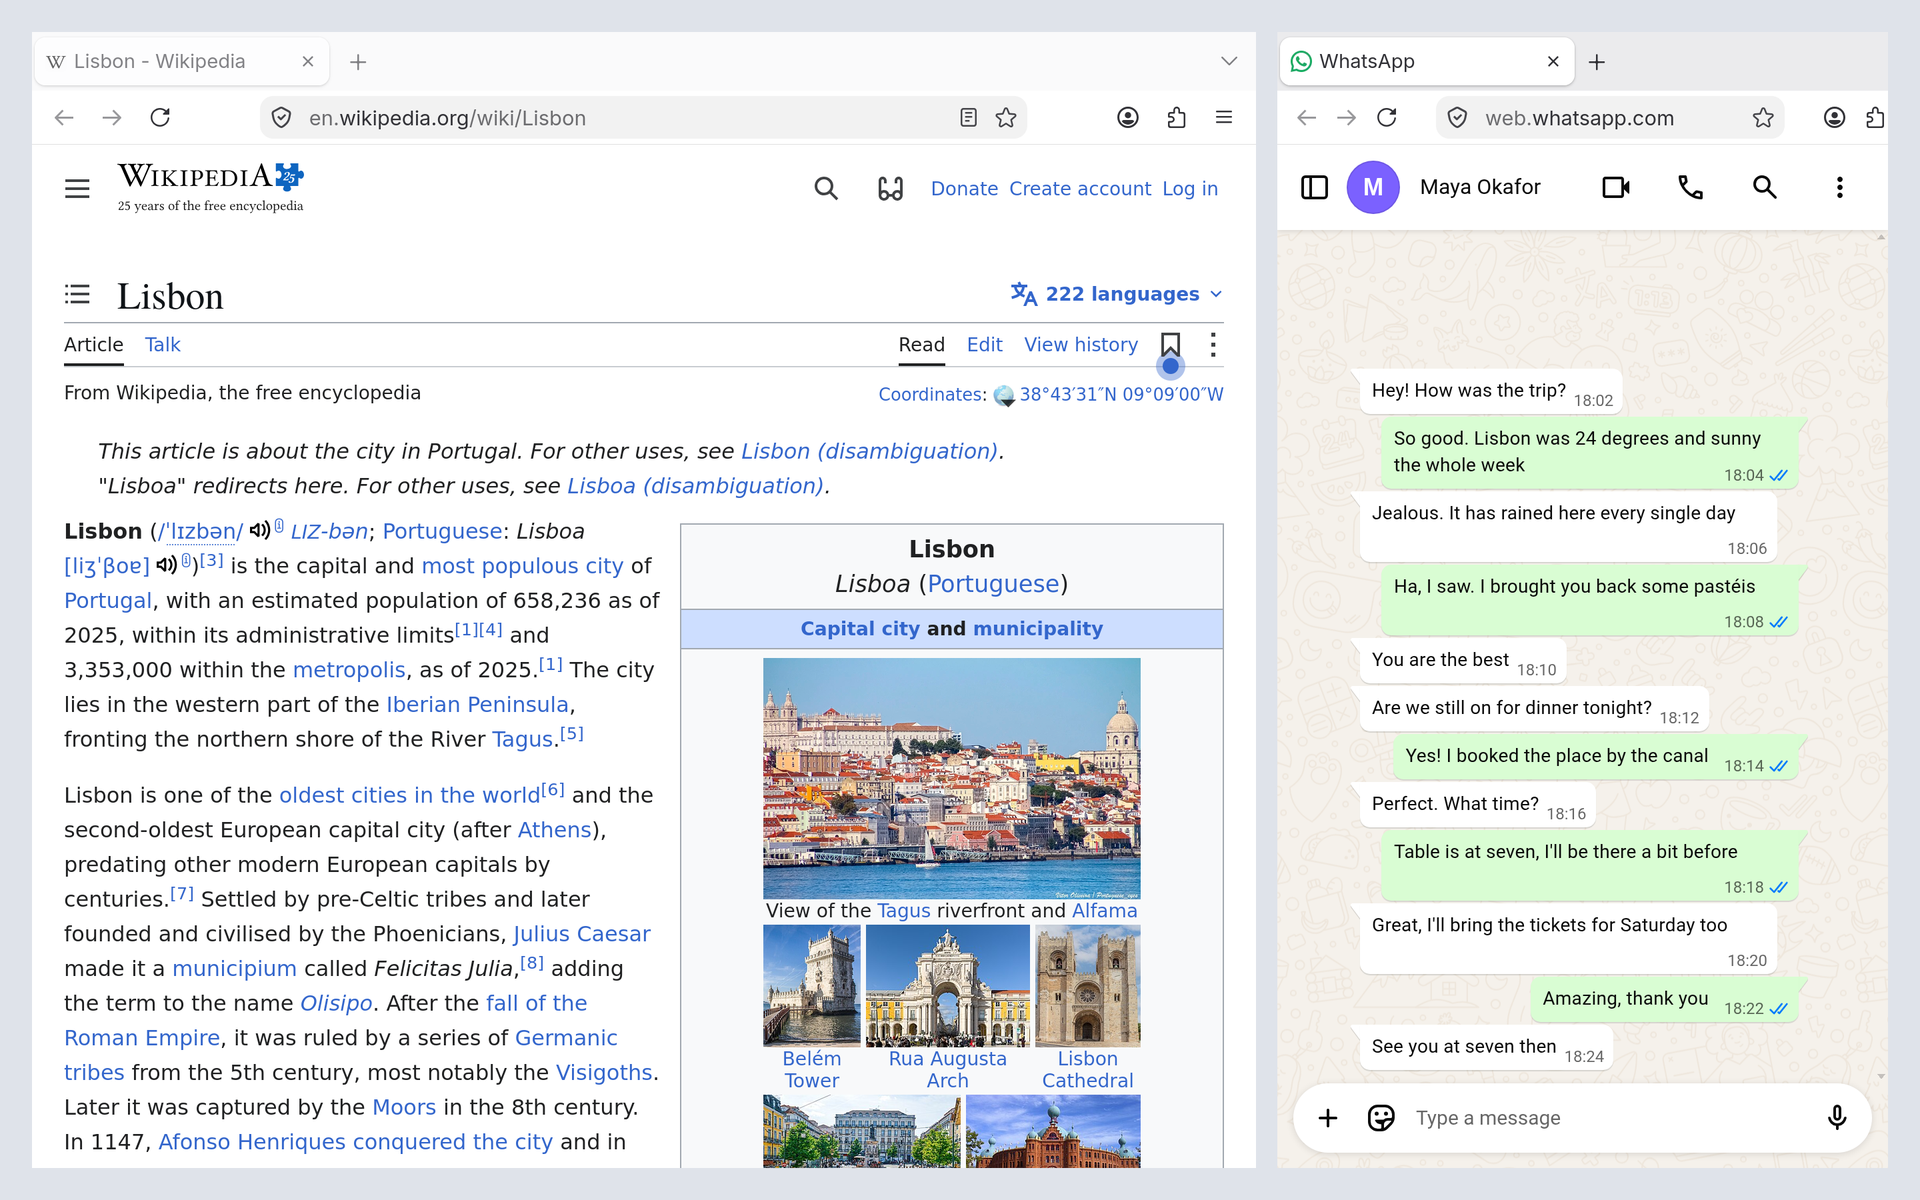 Lisbon - Wikipedia
en.wikipedia.org/wiki/Lisbon
WIKIPEDIA 25
25 years of the free encyclopedia
Donate Create account Log in
Lisbon
222 languages
Article Talk Read Edit View history
From Wikipedia, the free encyclopedia
Coordinates: 38°43′31″N 09°09′00″W
This article is about the city in Portugal. For other uses, see Lisbon (disambiguation).
"Lisboa" redirects here. For other uses, see Lisboa (disambiguation).
Lisbon (/ˈlɪzbən/ ⓘ LIZ-bən; Portuguese: Lisboa
[liʒˈβoɐ] ⓘ)[3] is the capital and most populous city of
Portugal, with an estimated population of 658,236 as of
2025, within its administrative limits[1][4] and
3,353,000 within the metropolis, as of 2025.[1] The city
lies in the western part of the Iberian Peninsula,
fronting the northern shore of the River Tagus.[5]
Lisbon is one of the oldest cities in the world[6] and the
second-oldest European capital city (after Athens),
predating other modern European capitals by
centuries.[7] Settled by pre-Celtic tribes and later
founded and civilised by the Phoenicians, Julius Caesar
made it a municipium called Felicitas Julia,[8] adding
the term to the name Olisipo. After the fall of the
Roman Empire, it was ruled by a series of Germanic
tribes from the 5th century, most notably the Visigoths.
Later it was captured by the Moors in the 8th century.
In 1147, Afonso Henriques conquered the city and in
Lisbon
Lisboa (Portuguese)
Capital city and municipality
View of the Tagus riverfront and Alfama
Belém
Tower
Rua Augusta
Arch
Lisbon
Cathedral
WhatsApp
web.whatsapp.com
M
Maya Okafor
Hey! How was the trip? 18:02
So good. Lisbon was 24 degrees and sunny
the whole week 18:04
Jealous. It has rained here every single day
18:06
Ha, I saw. I brought you back some pastéis
18:08
You are the best 18:10
Are we still on for dinner tonight? 18:12
Yes! I booked the place by the canal 18:14
Perfect. What time? 18:16
Table is at seven, I'll be there a bit before
18:18
Great, I'll bring the tickets for Saturday too
18:20
Amazing, thank you 18:22
See you at seven then 18:24
Type a message